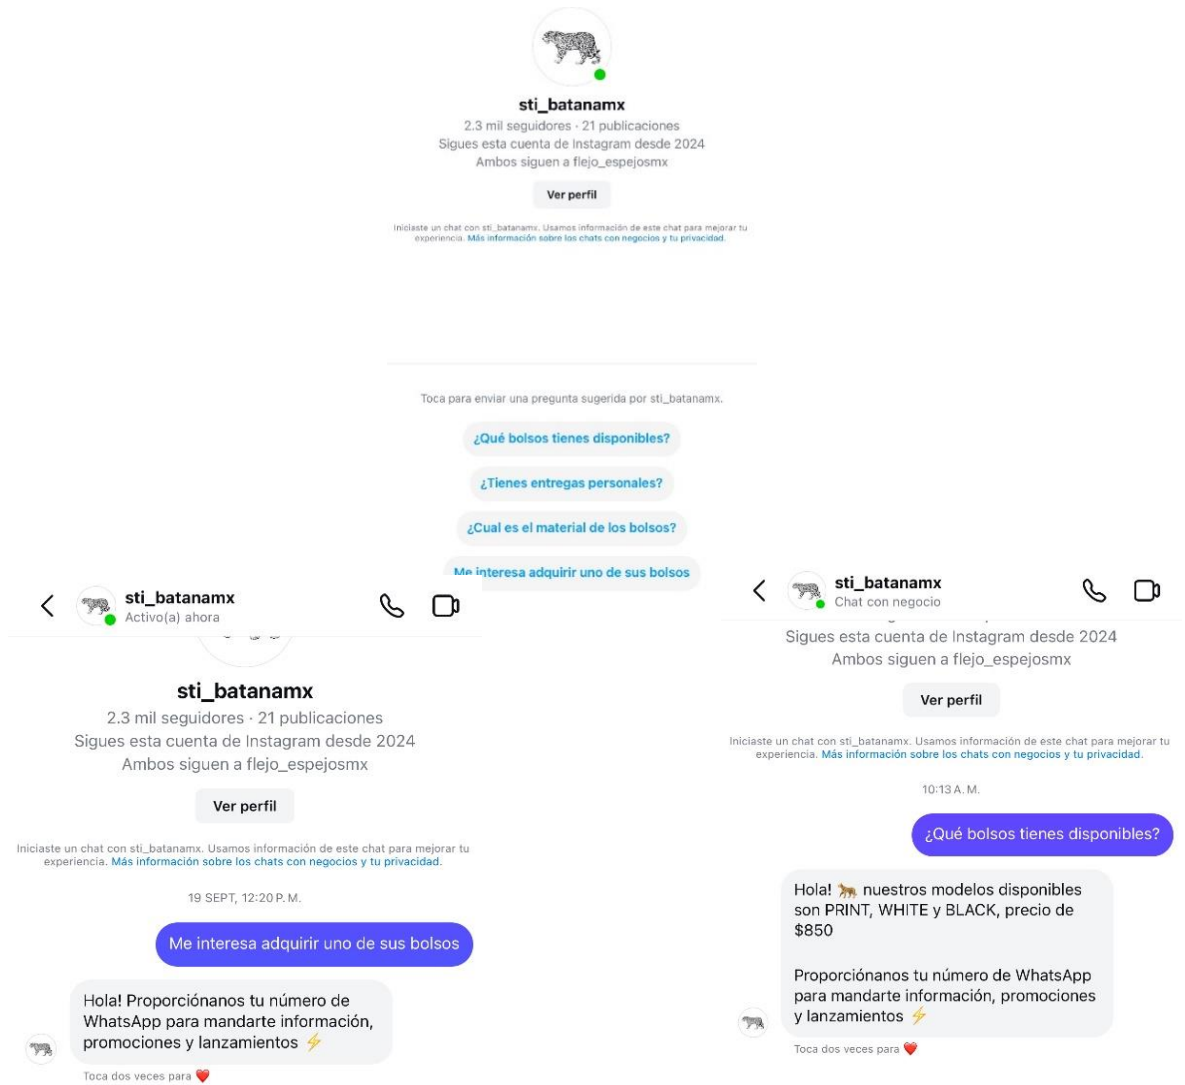 sti_batanamx
2.3 mil seguidores · 21 publicaciones
Sigues esta cuenta de Instagram desde 2024
Ambos siguen a flejo_espejosmx
Ver perfil
Iniciaste un chat con sti_batanamx. Usamos información de este chat para mejorar tu
experiencia. Más información sobre los chats con negocios y tu privacidad.
Toca para enviar una pregunta sugerida por sti_batanamx.
¿Qué bolsos tienes disponibles?
¿Tienes entregas personales?
¿Cual es el material de los bolsos?
Me interesa adquirir uno de sus bolsos
sti_batanamx
Activo(a) ahora
sti_batanamx
2.3 mil seguidores · 21 publicaciones
Sigues esta cuenta de Instagram desde 2024
Ambos siguen a flejo_espejosmx
Ver perfil
Iniciaste un chat con sti_batanamx. Usamos información de este chat para mejorar tu
experiencia. Más información sobre los chats con negocios y tu privacidad.
19 SEPT, 12:20 P. M.
Me interesa adquirir uno de sus bolsos
Hola! Proporciónanos tu número de
WhatsApp para mandarte información,
promociones y lanzamientos ⚡
Toca dos veces para ❤️
sti_batanamx
Chat con negocio
Sigues esta cuenta de Instagram desde 2024
Ambos siguen a flejo_espejosmx
Ver perfil
Iniciaste un chat con sti_batanamx. Usamos información de este chat para mejorar tu
experiencia. Más información sobre los chats con negocios y tu privacidad.
10:13 A. M.
¿Qué bolsos tienes disponibles?
Hola! 🐆 nuestros modelos disponibles
son PRINT, WHITE y BLACK, precio de
$850
Proporciónanos tu número de WhatsApp
para mandarte información, promociones
y lanzamientos ⚡
Toca dos veces para ❤️